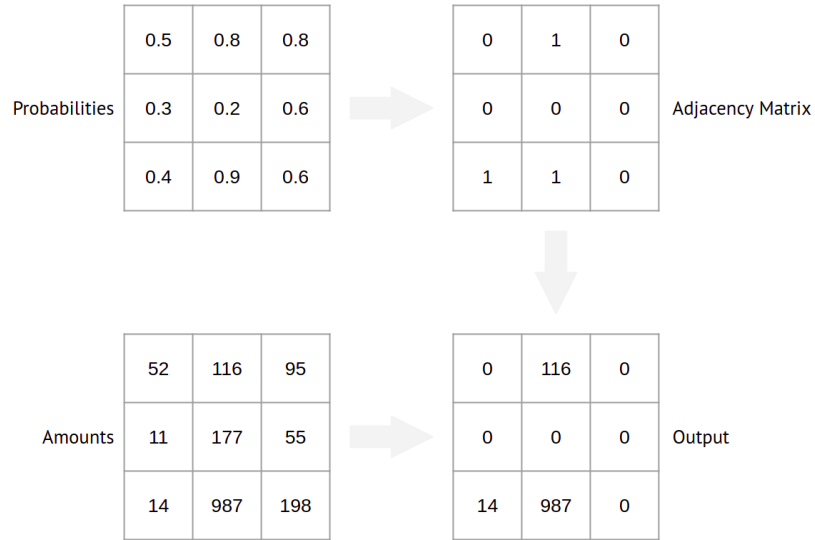 0.5 0.8 0.8 0 1 0
Probabilities 0.3 0.2 0.6 0 0 0 Adjacency Matrix
0.4 0.9 0.6 1 1 0
52 116 95 0 116 0
Amounts 11 177 55 0 0 0 Output
14 987 198 14 987 0